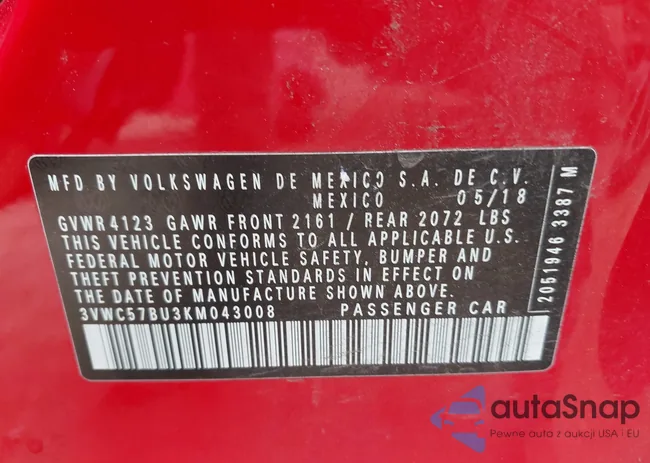 MFD BY VOLKSWAGEN DE MEXICO S.A. DE C.V.
MEXICO 05/18
GVWR 4123 GAWR FRONT 2161 / REAR 2072 LBS
THIS VEHICLE CONFORMS TO ALL APPLICABLE U.S.
FEDERAL MOTOR VEHICLE SAFETY, BUMPER AND
THEFT PREVENTION STANDARDS IN EFFECT ON
THE DATE OF MANUFACTURE SHOWN ABOVE.
3VWC57BU3KM043008 PASSENGER CAR
2051946 3387 M
autaSnap
Pewne auta z aukcji USA i EU